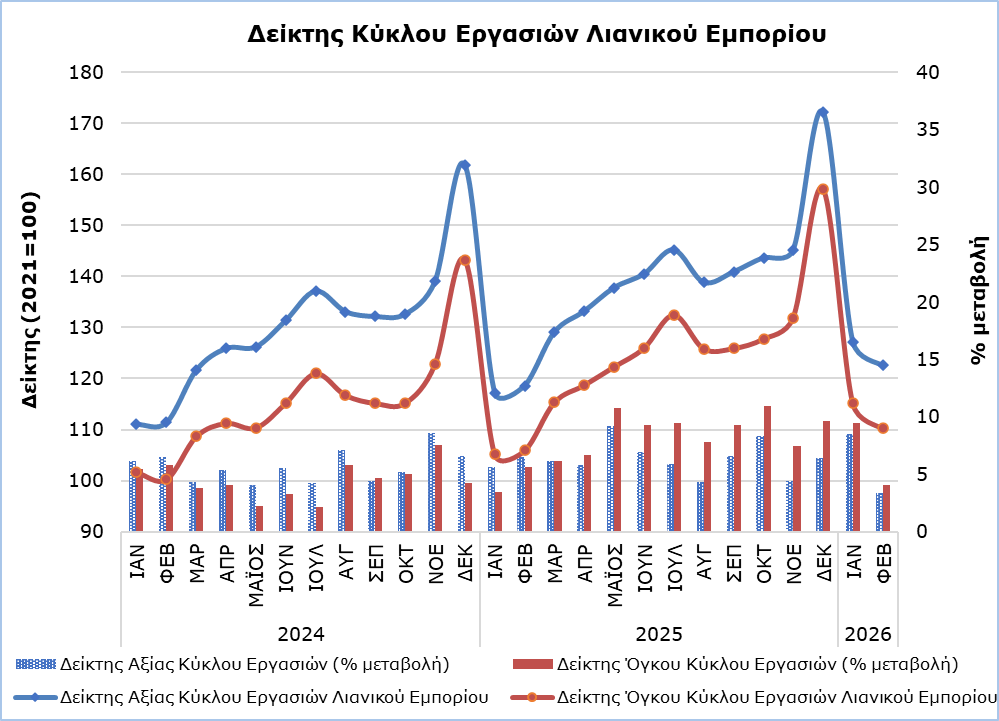 Δείκτης Κύκλου Εργασιών Λιανικού Εμπορίου
180
170
160
150
140
130
120
110
100
90
Δείκτης (2021=100)
40
35
30
25
20
15
10
5
0
% μεταβολή
ΙΑΝ ΦΕΒ ΜΑΡ ΑΠΡ ΜΑΪΟΣ ΙΟΥΝ ΙΟΥΛ ΑΥΓ ΣΕΠ ΟΚΤ ΝΟΕ ΔΕΚ ΙΑΝ ΦΕΒ ΜΑΡ ΑΠΡ ΜΑΪΟΣ ΙΟΥΝ ΙΟΥΛ ΑΥΓ ΣΕΠ ΟΚΤ ΝΟΕ ΔΕΚ ΙΑΝ ΦΕΒ
2024 2025 2026
Δείκτης Αξίας Κύκλου Εργασιών (% μεταβολή) Δείκτης Όγκου Κύκλου Εργασιών (% μεταβολή)
Δείκτης Αξίας Κύκλου Εργασιών Λιανικού Εμπορίου Δείκτης Όγκου Κύκλου Εργασιών Λιανικού Εμπορίου